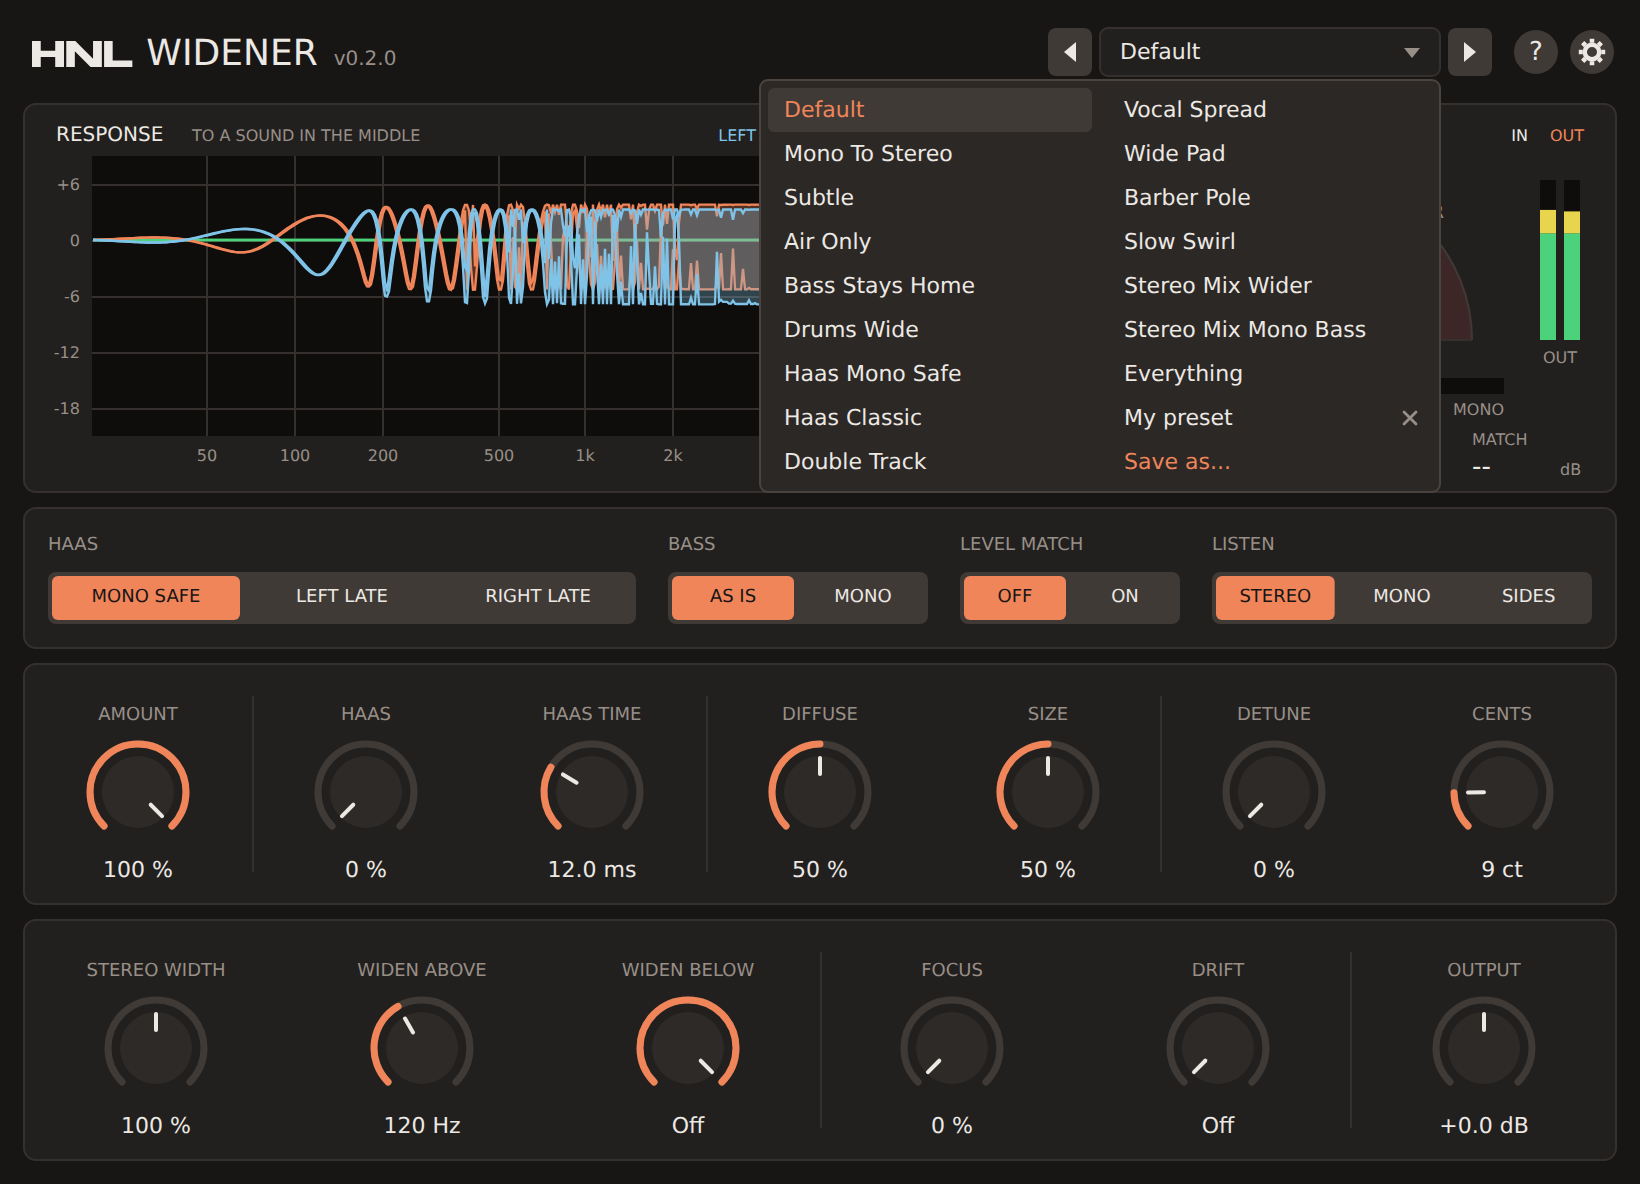 HNL WIDENER v0.2.0
Default
?
RESPONSE TO A SOUND IN THE MIDDLE
LEFT
IN OUT
+6
0
-6
-12
-18
50 100 200 500 1k 2k
Default
Mono To Stereo
Subtle
Air Only
Bass Stays Home
Drums Wide
Haas Mono Safe
Haas Classic
Double Track
Vocal Spread
Wide Pad
Barber Pole
Slow Swirl
Stereo Mix Wider
Stereo Mix Mono Bass
Everything
My preset
Save as...
OUT
MONO
MATCH
-- dB
HAAS
MONO SAFE LEFT LATE RIGHT LATE
BASS
AS IS MONO
LEVEL MATCH
OFF ON
LISTEN
STEREO MONO SIDES
AMOUNT HAAS HAAS TIME DIFFUSE SIZE DETUNE CENTS
100 % 0 % 12.0 ms 50 % 50 % 0 % 9 ct
STEREO WIDTH WIDEN ABOVE WIDEN BELOW FOCUS DRIFT OUTPUT
100 % 120 Hz Off 0 % Off +0.0 dB